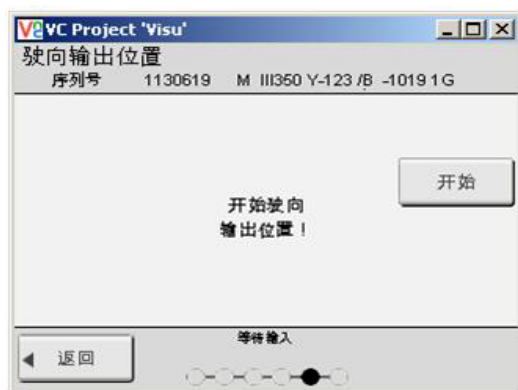 VC Project 'Visu'
驶向输出位置
序列号 1130619 M III350 Y-123 /B -1019 1 G
开始
开始驶向
输出位置！
等待输入
返回